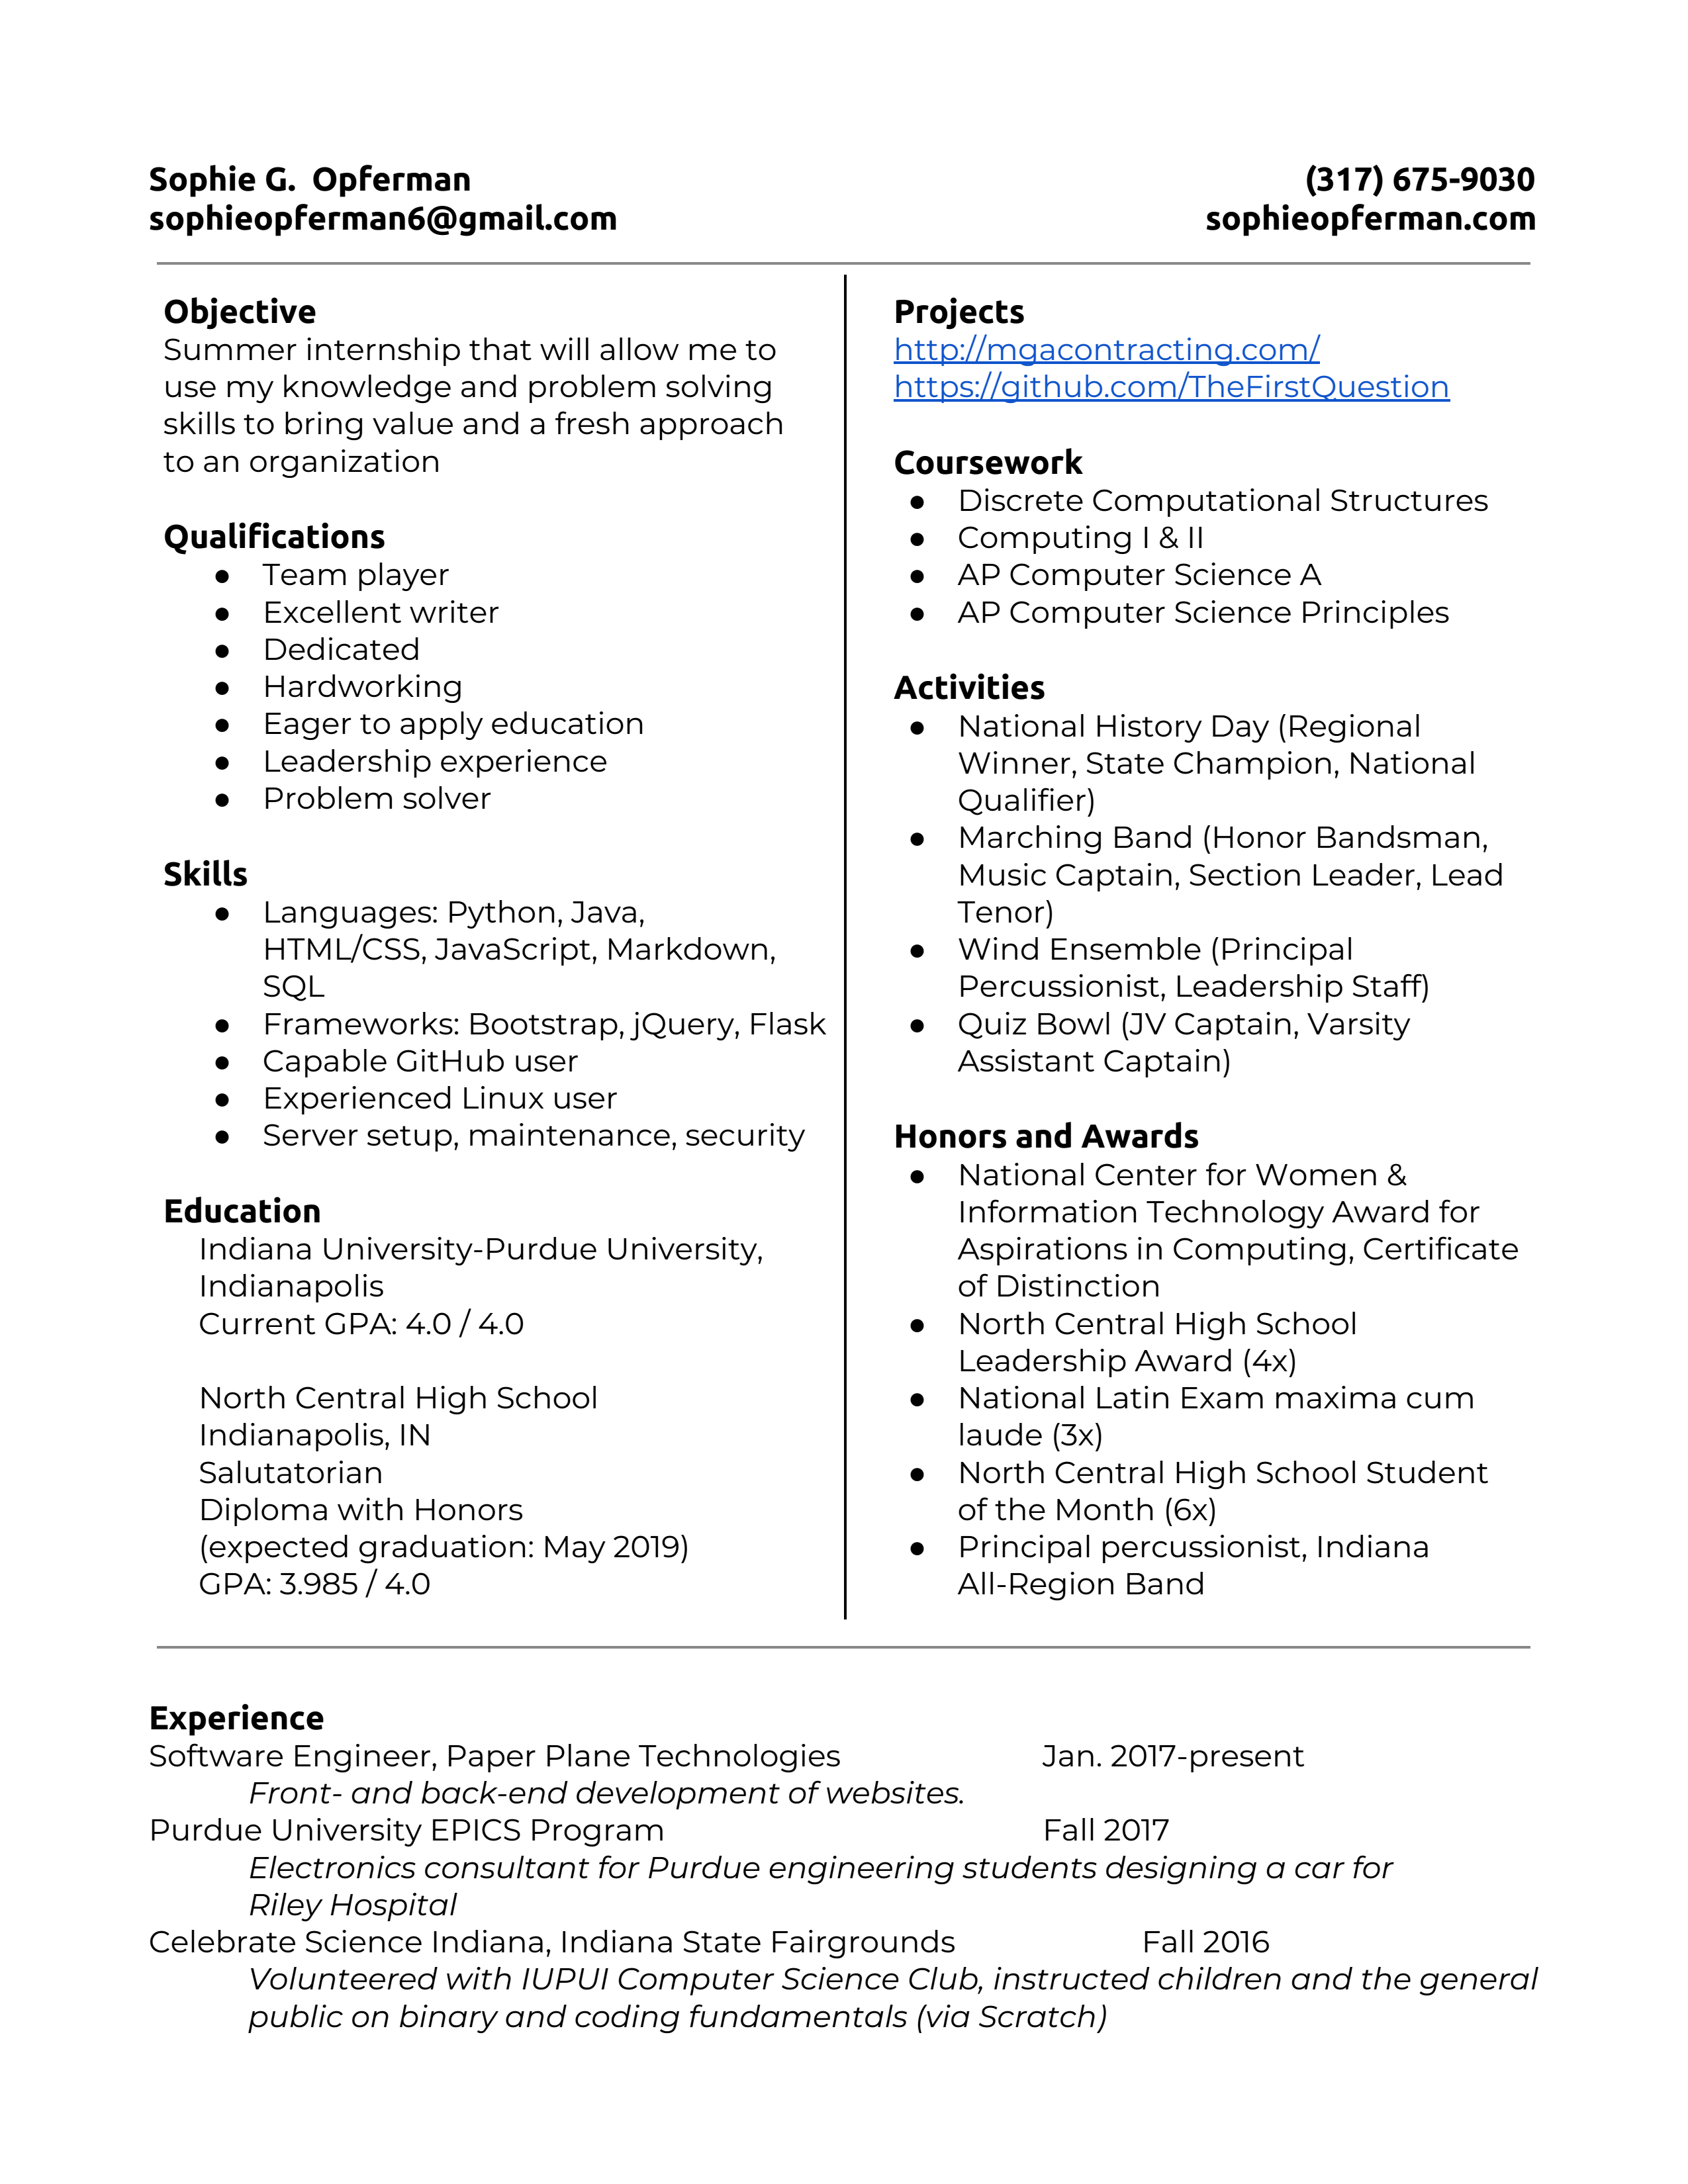 Sophie G.  Opferman
(317) 675-9030
sophieopferman6@gmail.com
sophieopferman.com
Objective
Summer internship that will allow me to
use my knowledge and problem solving
skills to bring value and a fresh approach
to an organization
Qualifications
● Team player
● Excellent writer
● Dedicated
● Hardworking
● Eager to apply education
● Leadership experience
● Problem solver
Skills
● Languages: Python, Java,
HTML/CSS, JavaScript, Markdown,
SQL
● Frameworks: Bootstrap, jQuery, Flask
● Capable GitHub user
● Experienced Linux user
● Server setup, maintenance, security
Education
Indiana University-Purdue University,
Indianapolis
Current GPA: 4.0 / 4.0
North Central High School
Indianapolis, IN
Salutatorian
Diploma with Honors
(expected graduation: May 2019)
GPA: 3.985 / 4.0
Projects
http://mgacontracting.com/
https://github.com/TheFirstQuestion
Coursework
● Discrete Computational Structures
● Computing I & II
● AP Computer Science A
● AP Computer Science Principles
Activities
● National History Day (Regional
Winner, State Champion, National
Qualifier)
● Marching Band (Honor Bandsman,
Music Captain, Section Leader, Lead
Tenor)
● Wind Ensemble (Principal
Percussionist, Leadership Staff)
● Quiz Bowl (JV Captain, Varsity
Assistant Captain)
Honors and Awards
● National Center for Women &
Information Technology Award for
Aspirations in Computing, Certificate
of Distinction
● North Central High School
Leadership Award (4x)
● National Latin Exam maxima cum
laude (3x)
● North Central High School Student
of the Month (6x)
● Principal percussionist, Indiana
All-Region Band
Experience
Software Engineer, Paper Plane Technologies Jan. 2017-present
Front- and back-end development of websites.
Purdue University EPICS Program Fall 2017
Electronics consultant for Purdue engineering students designing a car for
Riley Hospital
Celebrate Science Indiana, Indiana State Fairgrounds Fall 2016
Volunteered with IUPUI Computer Science Club, instructed children and the general
public on binary and coding fundamentals (via Scratch)